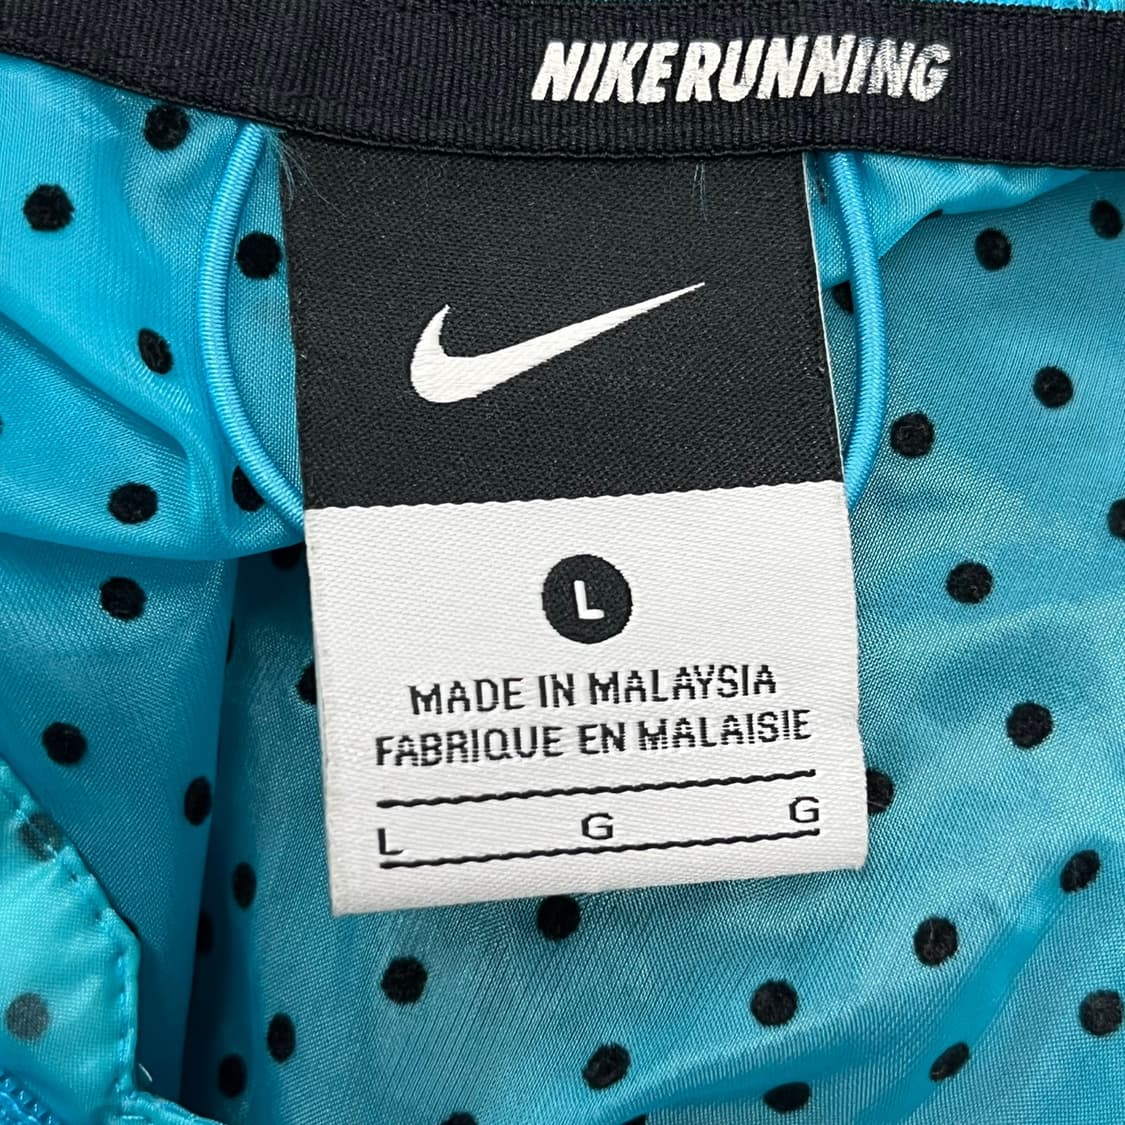 NIKE RUNNING
L
MADE IN MALAYSIA
FABRIQUE EN MALAISIE
L G G